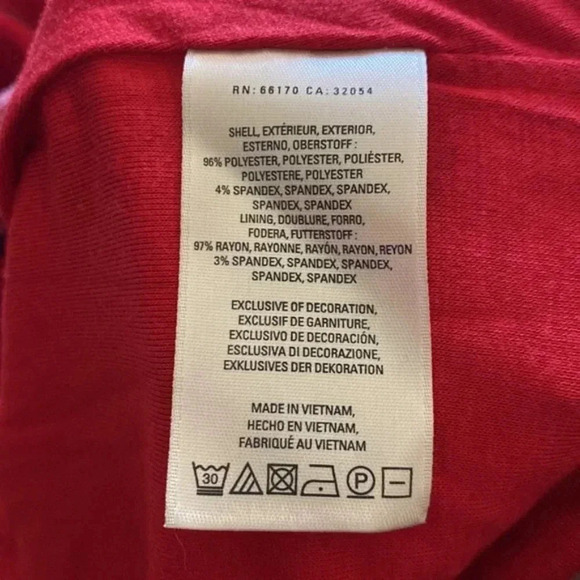 RN: 66170 CA: 32054
SHELL, EXTÉRIEUR, EXTERIOR,
ESTERNO, OBERSTOFF :
96% POLYESTER, POLYESTER, POLIÉSTER,
POLYESTERE, POLYESTER
4% SPANDEX, SPANDEX, SPANDEX,
SPANDEX, SPANDEX
LINING, DOUBLURE, FORRO,
FODERA, FUTTERSTOFF :
97% RAYON, RAYONNE, RAYÓN, RAYON, REYON
3% SPANDEX, SPANDEX, SPANDEX,
SPANDEX, SPANDEX
EXCLUSIVE OF DECORATION,
EXCLUSIF DE GARNITURE,
EXCLUSIVO DE DECORACIÓN,
ESCLUSIVA DI DECORAZIONE,
EXKLUSIVES DER DEKORATION
MADE IN VIETNAM,
HECHO EN VIETNAM,
FABRIQUÉ AU VIETNAM
30 P